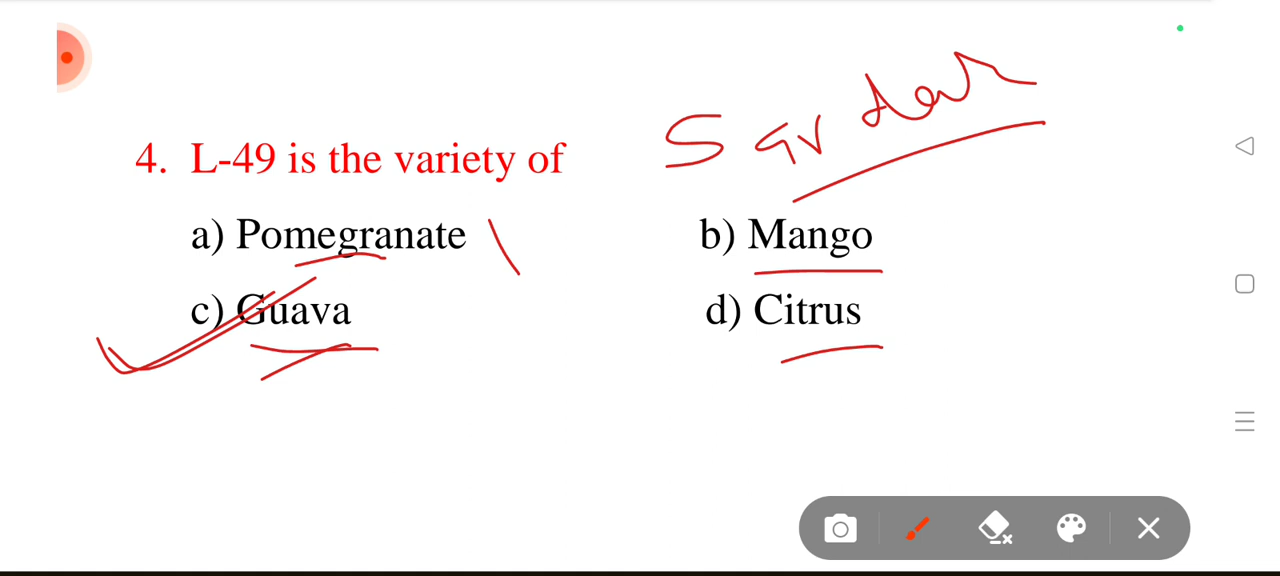 Sardar
4. L-49 is the variety of
a) Pomegranate b) Mango
c) Guava d) Citrus